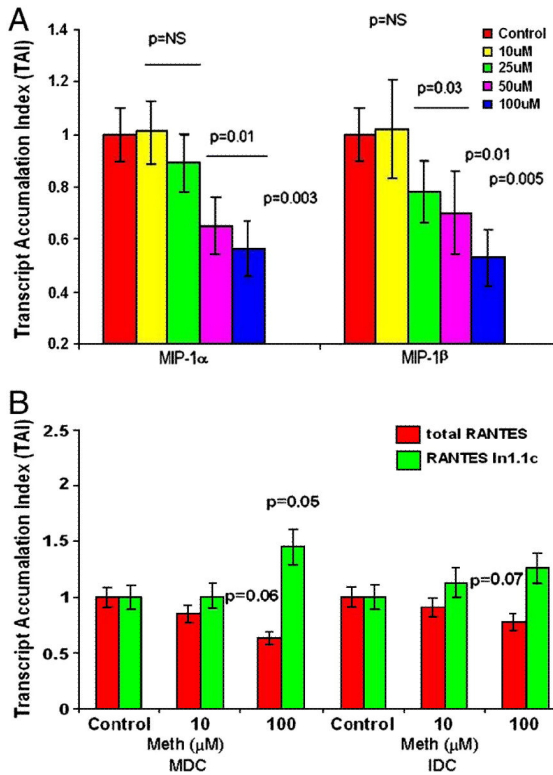 A
Transcript Accumalation Index (TAI)
1.4
1.2
1
0.8
0.6
0.4
0.2
p=NS
p=0.01
p=0.003
p=NS
p=0.03
p=0.01
p=0.005
Control
10uM
25uM
50uM
100uM
MIP-1α
MIP-1β
B
Transcript Accumalation Index (TAI)
2.5
2
1.5
1
0.5
0
total RANTES
RANTES In1.1c
p=0.05
p=0.06
p=0.07
Control 10 100 Control 10 100
Meth (μM) Meth (μM)
MDC IDC